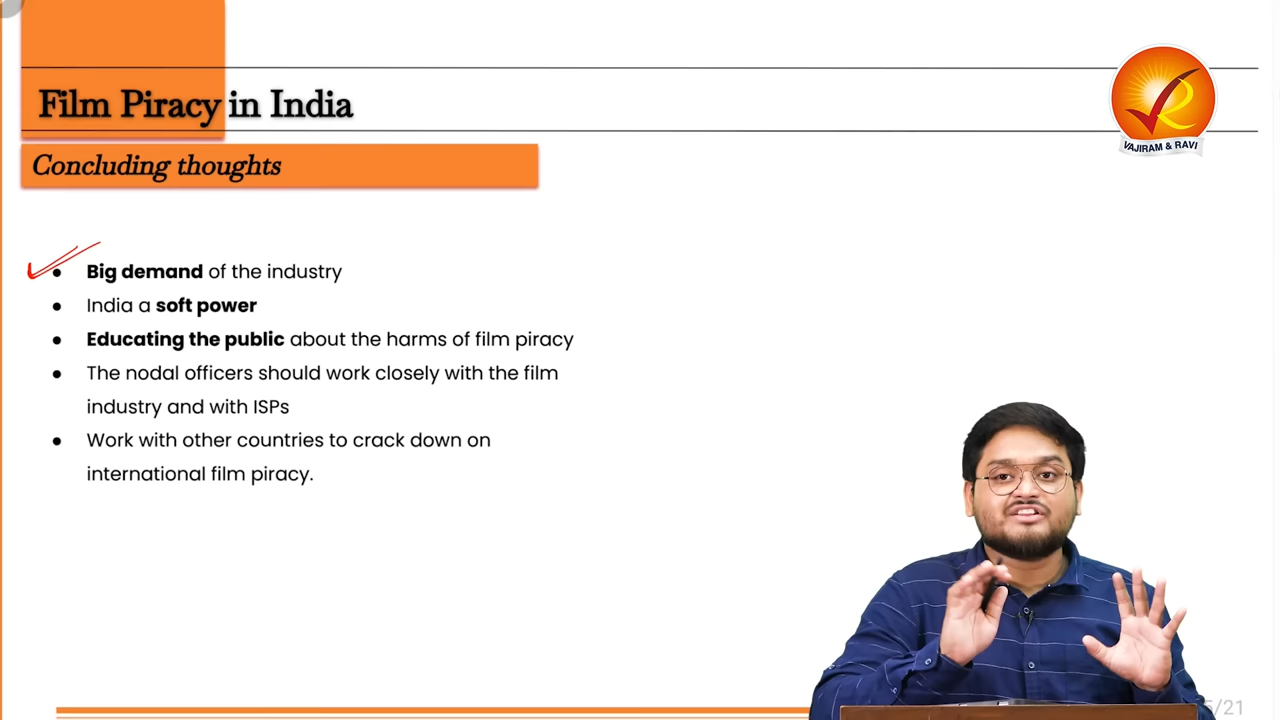 Film Piracy in India
VAJIRAM & RAVI
Concluding thoughts
● Big demand of the industry
● India a soft power
● Educating the public about the harms of film piracy
● The nodal officers should work closely with the film
industry and with ISPs
● Work with other countries to crack down on
international film piracy.
/21